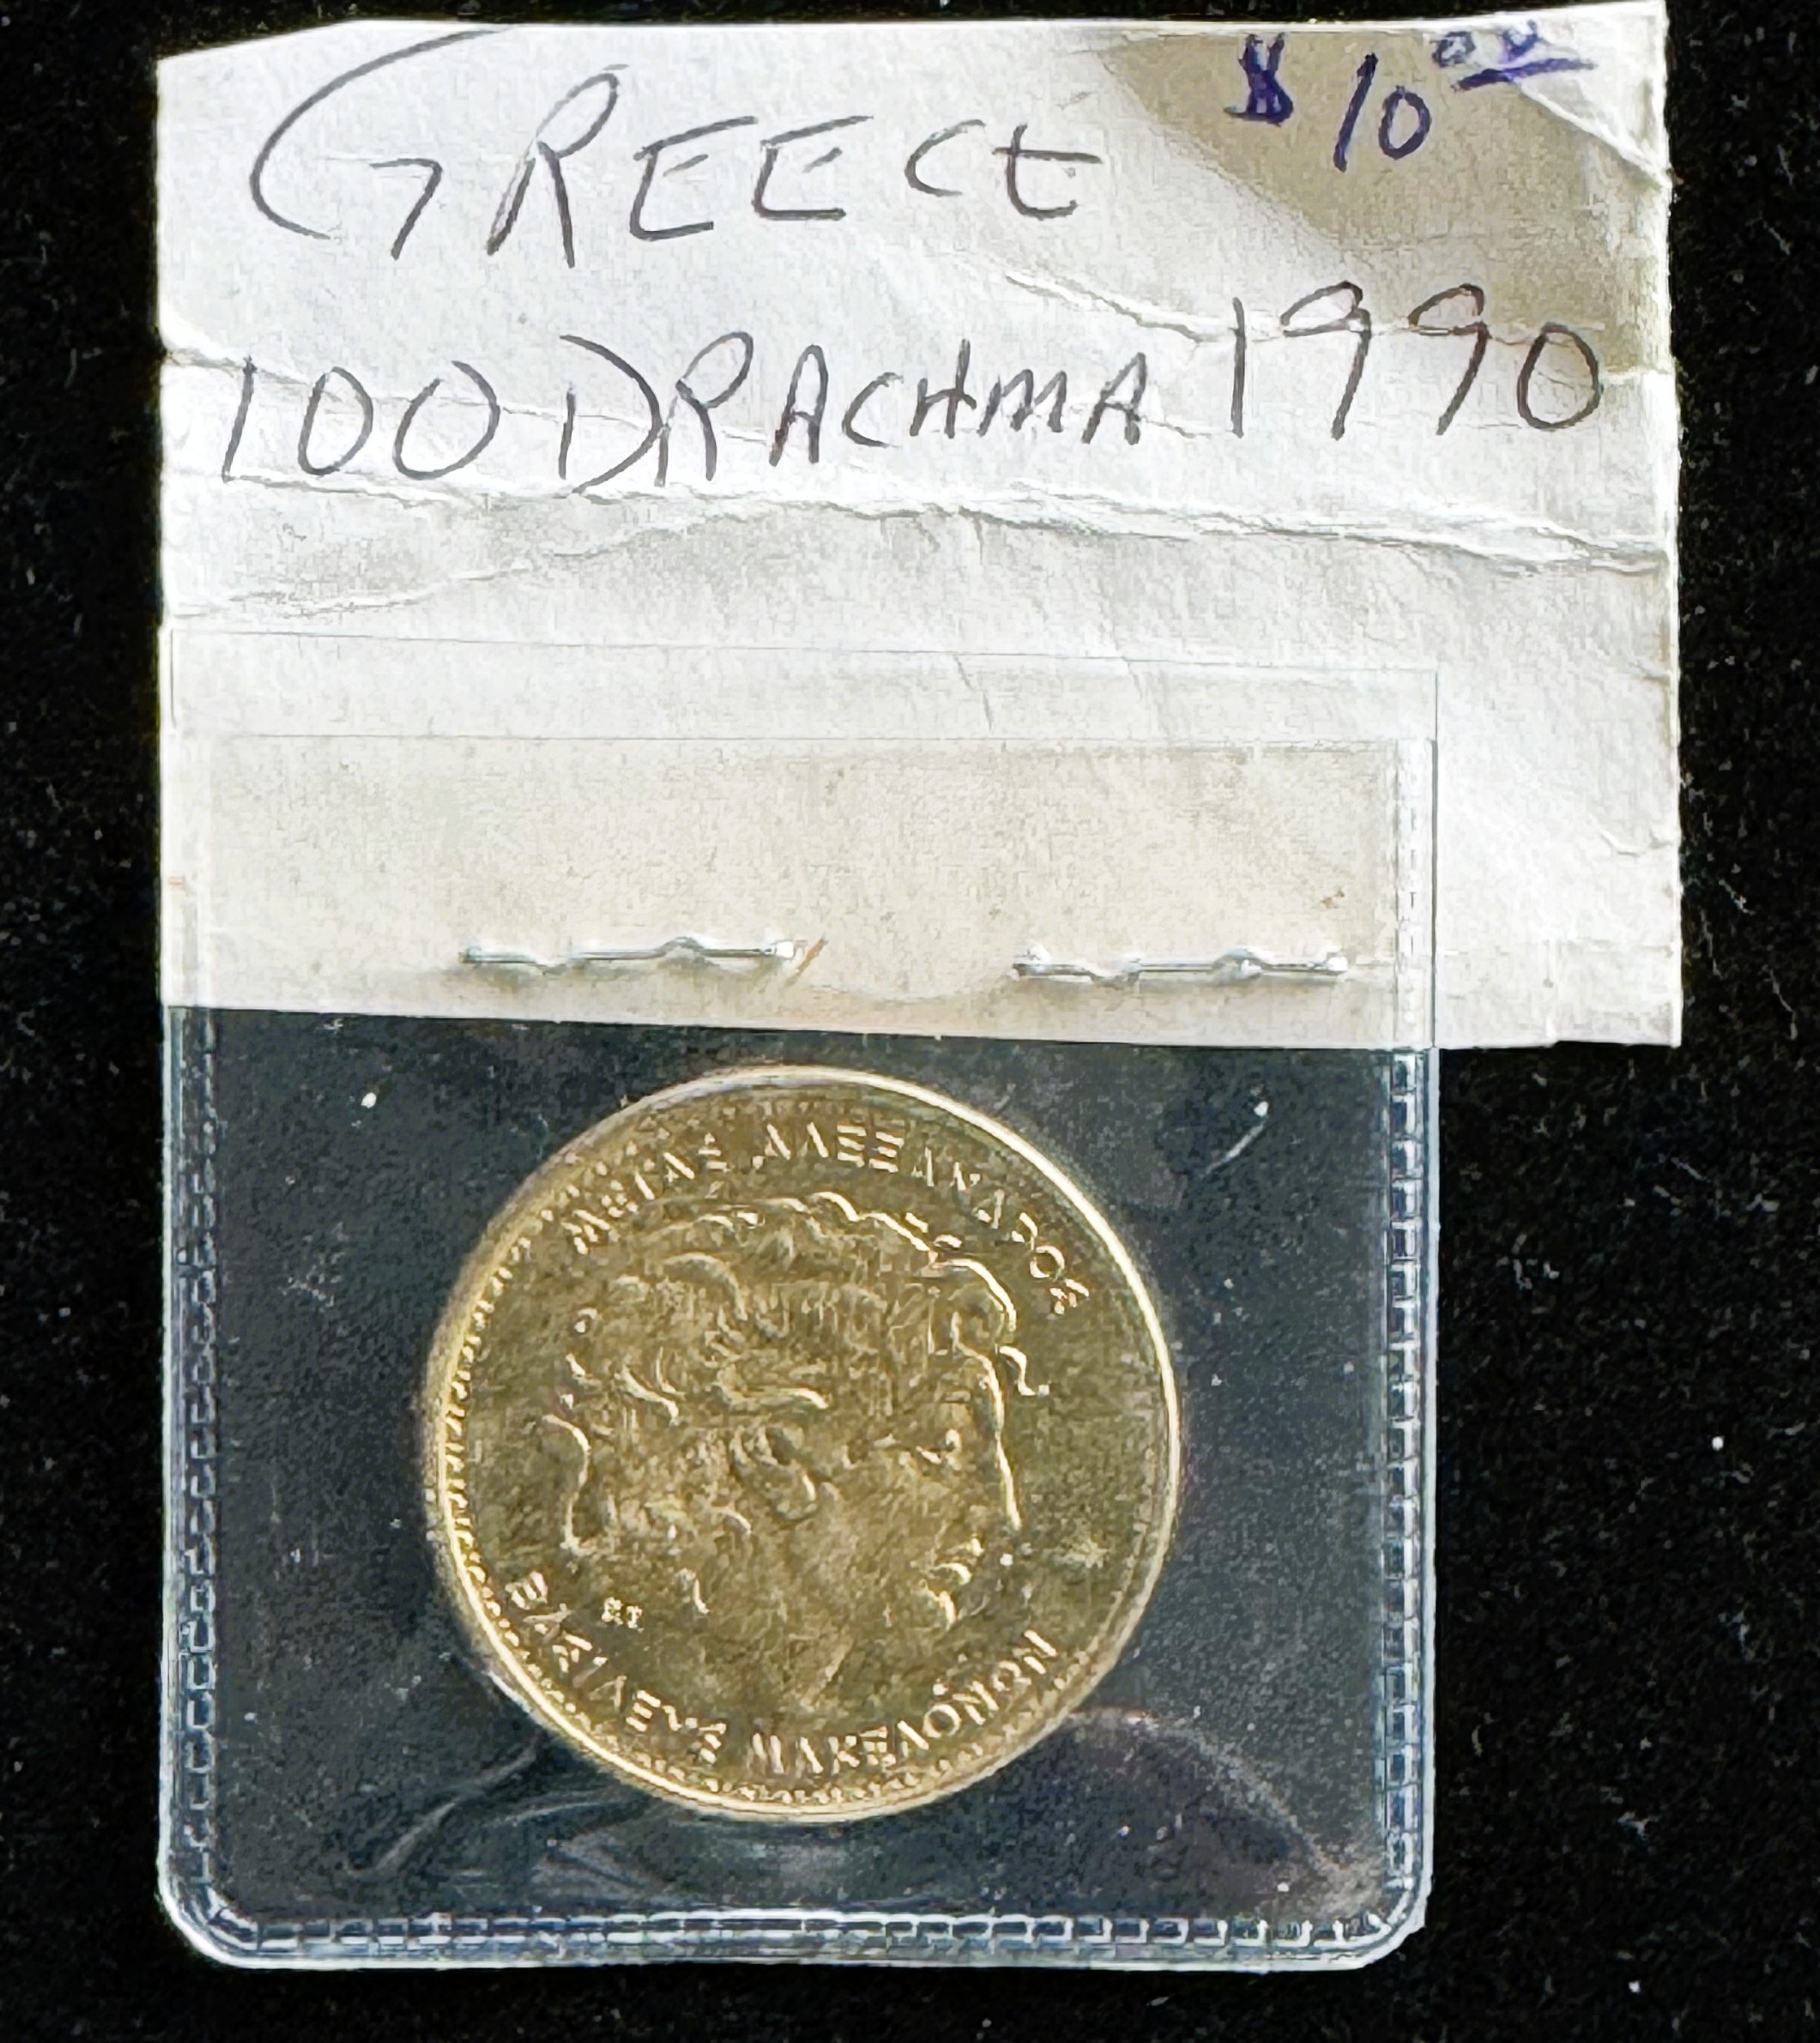 GREECE
$10.00
100 DRACHMA 1990
ΜΕΓΑΣ ΑΛΕΞΑΝΔΡΟΣ
ΒΑΣΙΛΕΥΣ ΜΑΚΕΔΟΝΩΝ